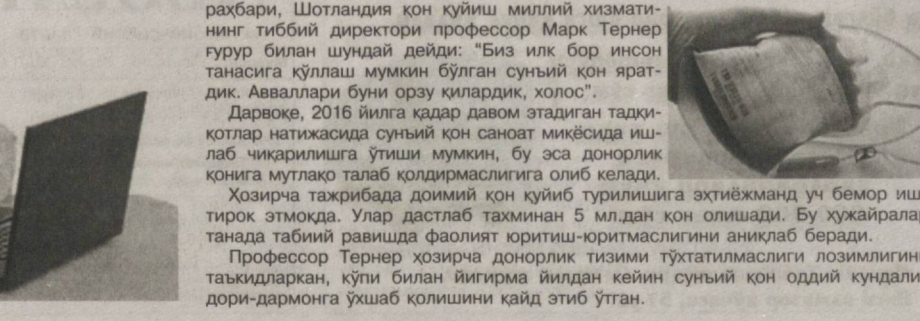 раҳбари, Шотландия қон қуйиш миллий хизмати-
нинг тиббий директори профессор Марк Тернер
ғурур билан шундай дейди: "Биз илк бор инсон
танасига қўллаш мумкин бўлган сунъий қон ярат-
дик. Авваллари буни орзу қилардик, холос".
Дарвоқе, 2016 йилга қадар давом этадиган тадқи-
қотлар натижасида сунъий қон саноат миқёсида иш-
лаб чиқарилишга ўтиши мумкин, бу эса донорлик
қонига мутлақо талаб қолдирмаслигига олиб келади.
Ҳозирча тажрибада доимий қон қуйиб турилишига эҳтиёжманд уч бемор иш
тирок этмоқда. Улар дастлаб тахминан 5 мл.дан қон олишади. Бу ҳужайралар
танада табиий равишда фаолият юритиш-юритмаслигини аниқлаб беради.
Профессор Тернер ҳозирча донорлик тизими тўхтатилмаслиги лозимлигини
таъкидларкан, кўпи билан йигирма йилдан кейин сунъий қон оддий кундали
дори-дармонга ўхшаб қолишини қайд этиб ўтган.